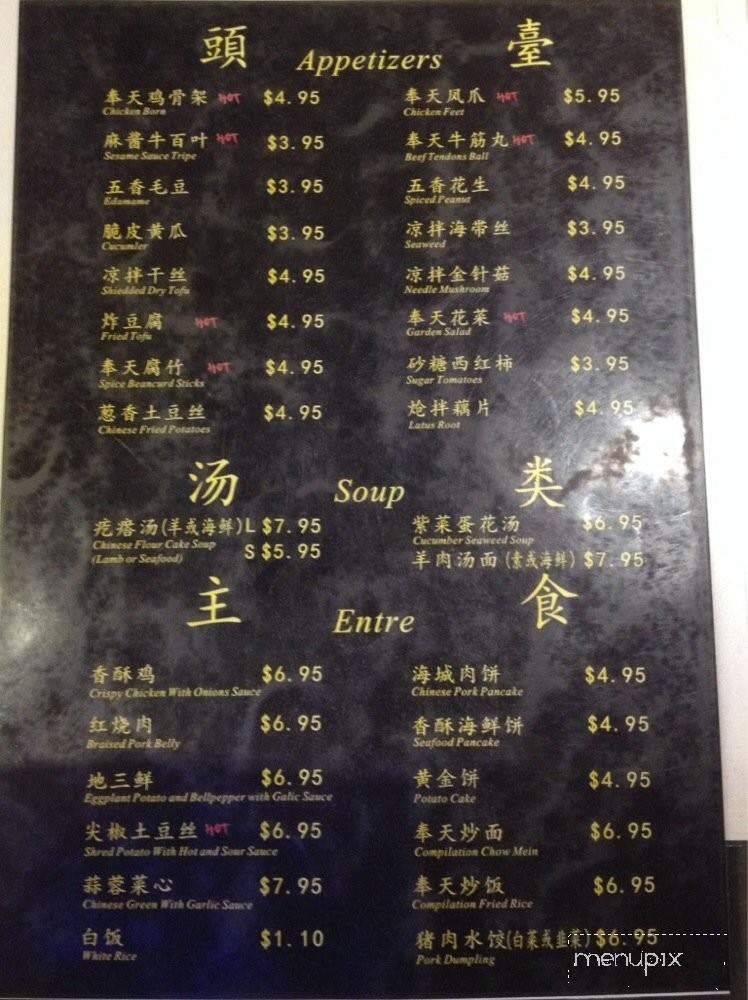 頭 Appetizers 臺
奉天鸡骨架 HOT $4.95
Chicken Born
麻酱牛百叶 HOT $3.95
Sesame Sauce Tripe
五香毛豆 $3.95
Edamame
脆皮黄瓜 $3.95
Cucumler
凉拌干丝 $4.95
Shiedded Dry Tofu
炸豆腐 HOT $4.95
Fried Tofu
奉天腐竹 HOT $4.95
Spice Beancurd Sticks
葱香土豆丝 $4.95
Chinese Fried Potatoes
奉天凤爪 HOT $5.95
Chicken Feet
奉天牛筋丸 HOT $4.95
Beef Tendons Ball
五香花生 $4.95
Spiced Peanut
凉拌海带丝 $3.95
Seaweed
凉拌金针菇 $4.95
Needle Mushroom
奉天花菜 HOT $4.95
Garden Salad
砂糖西红柿 $3.95
Sugar Tomatoes
炝拌藕片 $4.95
Latus Root
汤 Soup 类
疙瘩汤(羊或海鲜) L $7.95
Chinese Flour Cake Soup
(Lamb or Seafood) S $5.95
紫菜蛋花汤 $6.95
Cucumber Seaweed Soup
羊肉汤面 (素或海鲜) $7.95
主 Entre 食
香酥鸡 $6.95
Crispy Chicken With Onions Sauce
红烧肉 $6.95
Braised Pork Belly
地三鲜 $6.95
Eggplant Potato and Bellpepper with Galic Sauce
尖椒土豆丝 HOT $6.95
Shred Potato With Hot and Sour Sauce
蒜蓉菜心 $7.95
Chinese Green With Garlic Sauce
白饭 $1.10
White Rice
海城肉饼 $4.95
Chinese Pork Pancake
香酥海鲜饼 $4.95
Seafood Pancake
黄金饼 $4.95
Potato Cake
奉天炒面 $6.95
Compilation Chow Mein
奉天炒饭 $6.95
Compilation Fried Rice
猪肉水饺(白菜或韭菜) $6.95
Pork Dumpling
menupix